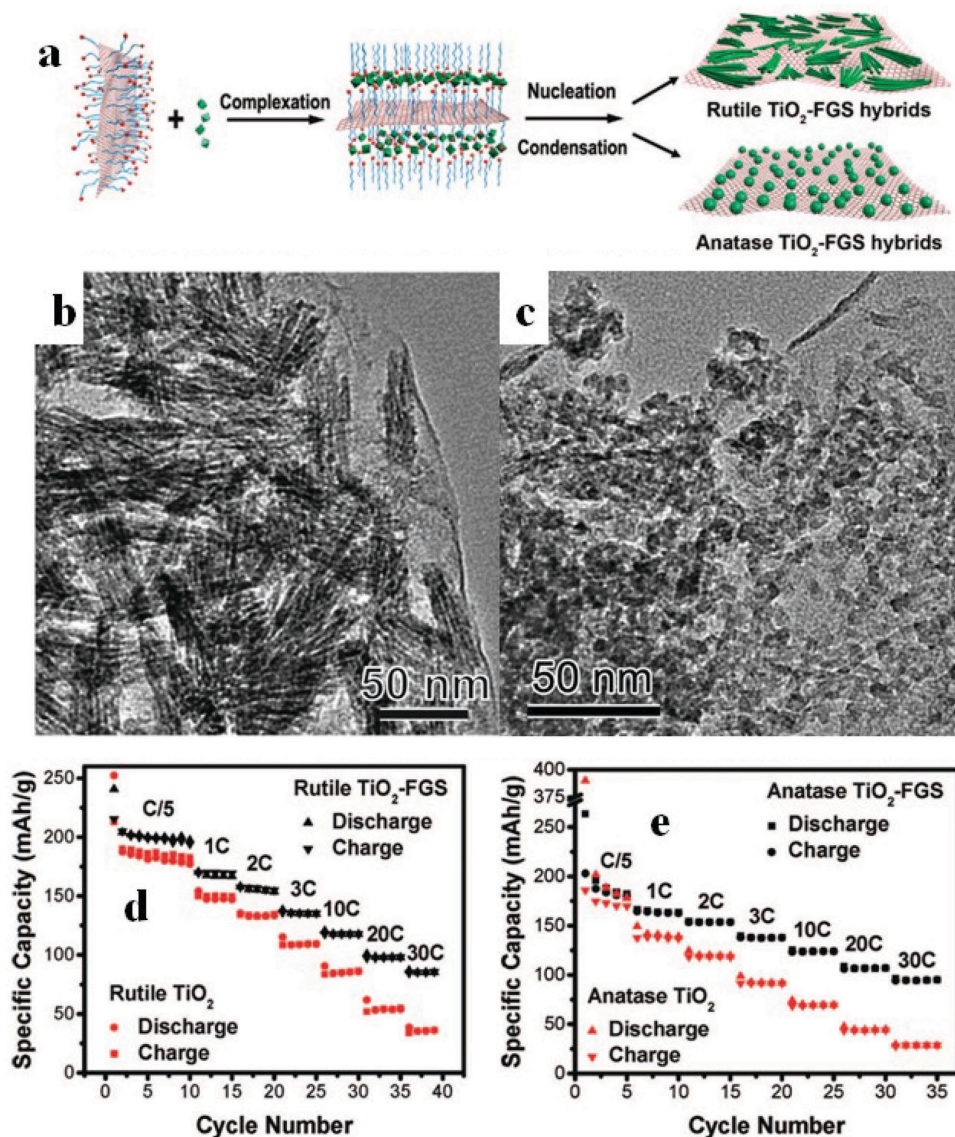 a
+
Complexation
Nucleation
Condensation
Rutile TiO₂-FGS hybrids
Anatase TiO₂-FGS hybrids
b
50 nm
c
50 nm
250
200
150
100
50
0
Specific Capacity (mAh/g)
0 5 10 15 20 25 30 35 40
Cycle Number
Rutile TiO₂-FGS
Discharge
Charge
C/5
1C
2C
3C
10C
20C
30C
d
Rutile TiO₂
Discharge
Charge
400
375
250
200
150
100
50
0
Specific Capacity (mAh/g)
0 5 10 15 20 25 30 35
Cycle Number
Anatase TiO₂-FGS
Discharge
Charge
e
C/5
1C
2C
3C
10C
20C
30C
Anatase TiO₂
Discharge
Charge